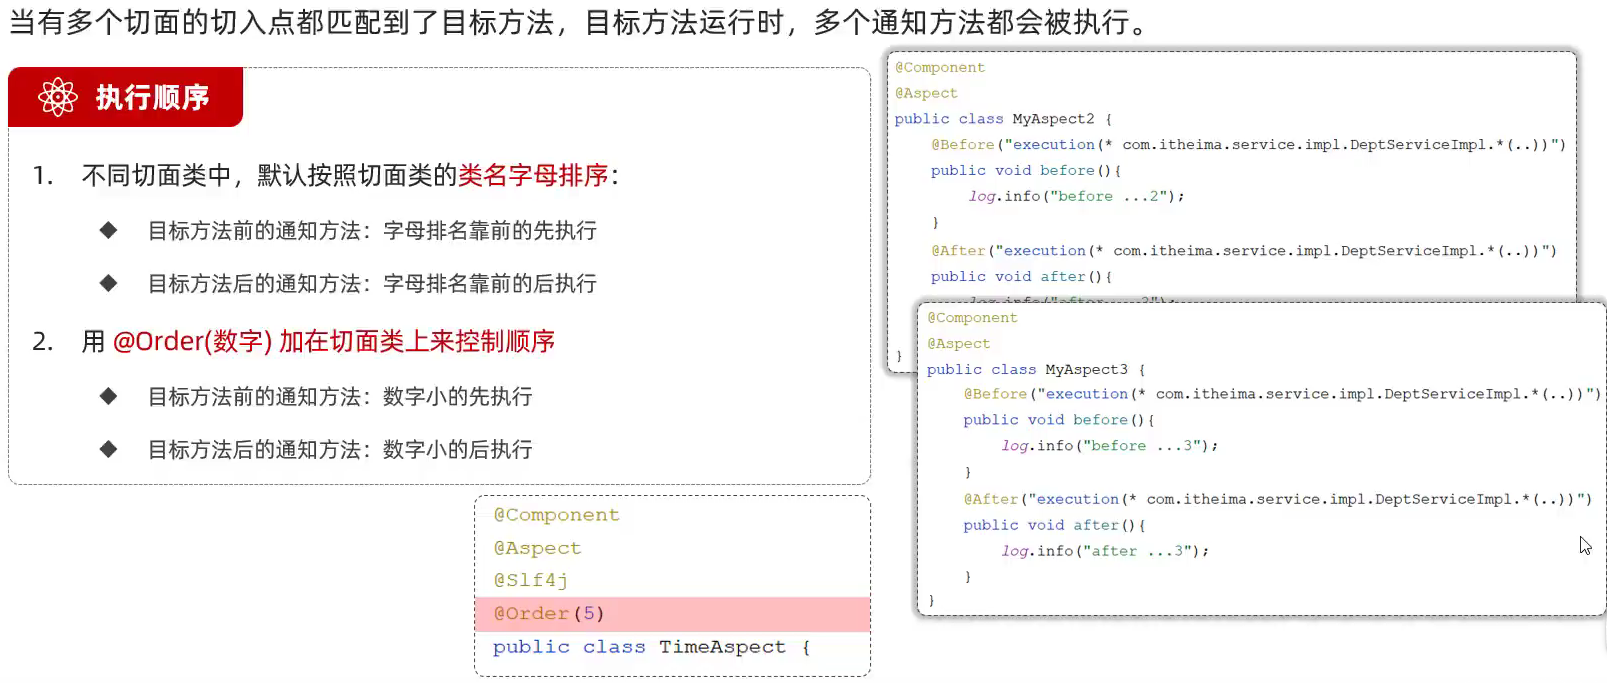 当有多个切面的切入点都匹配到了目标方法，目标方法运行时，多个通知方法都会被执行。
执行顺序
1. 不同切面类中，默认按照切面类的类名字母排序：
◆ 目标方法前的通知方法：字母排名靠前的先执行
◆ 目标方法后的通知方法：字母排名靠前的后执行
2. 用 @Order(数字) 加在切面类上来控制顺序
◆ 目标方法前的通知方法：数字小的先执行
◆ 目标方法后的通知方法：数字小的后执行
@Component
@Aspect
@Slf4j
@Order(5)
public class TimeAspect {
@Component
@Aspect
public class MyAspect2 {
@Before("execution(* com.itheima.service.impl.DeptServiceImpl.*(..))")
public void before(){
log.info("before ...2");
}
@After("execution(* com.itheima.service.impl.DeptServiceImpl.*(..))")
public void after(){
log.info("after ...2");
}
@Component
@Aspect
public class MyAspect3 {
@Before("execution(* com.itheima.service.impl.DeptServiceImpl.*(..))")
public void before(){
log.info("before ...3");
}
@After("execution(* com.itheima.service.impl.DeptServiceImpl.*(..))")
public void after(){
log.info("after ...3");
}
}